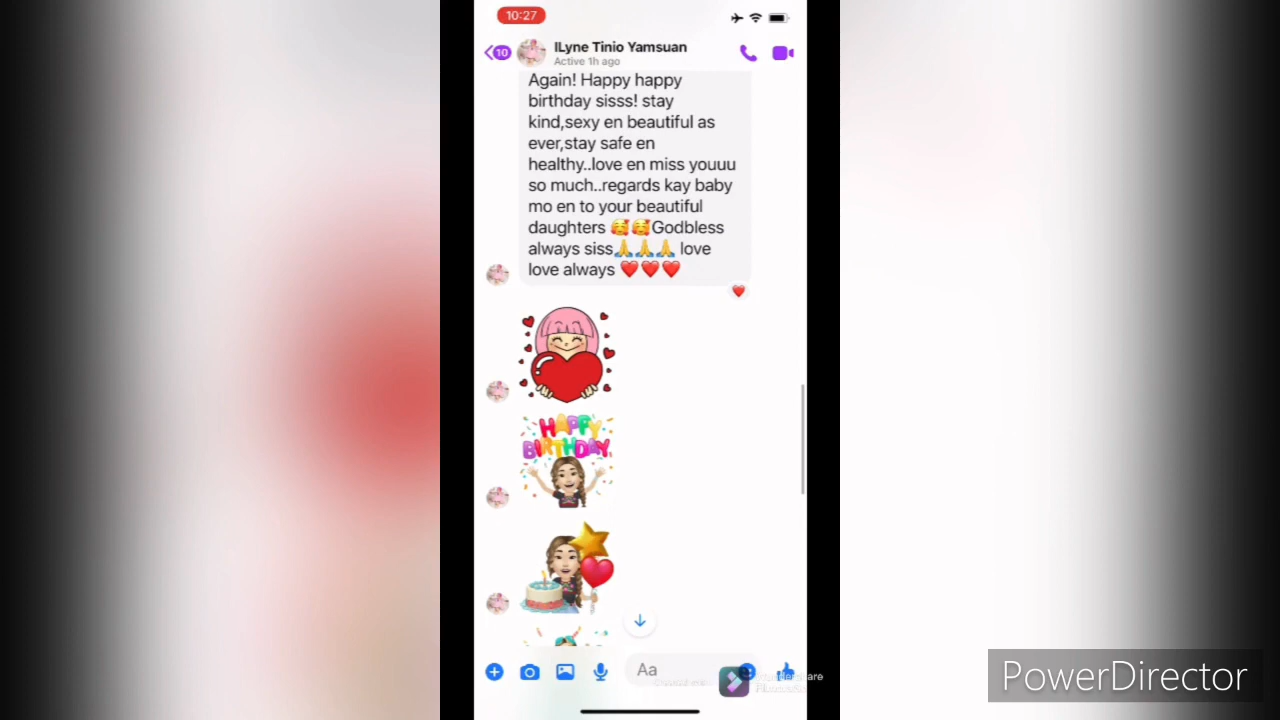 10:27
10
ILyne Tinio Yamsuan
Active 1h ago
Again! Happy happy
birthday sisss! stay
kind,sexy en beautiful as
ever,stay safe en
healthy..love en miss youuu
so much..regards kay baby
mo en to your beautiful
daughters 🥰🥰Godbless
always siss🙏🙏🙏 love
love always ❤️❤️❤️
HAPPY
BIRTHDAY
Aa
PowerDirector